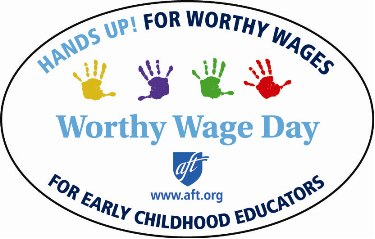 HANDS UP! FOR WORTHY WAGES
Worthy Wage Day
aft
www.aft.org
FOR EARLY CHILDHOOD EDUCATORS